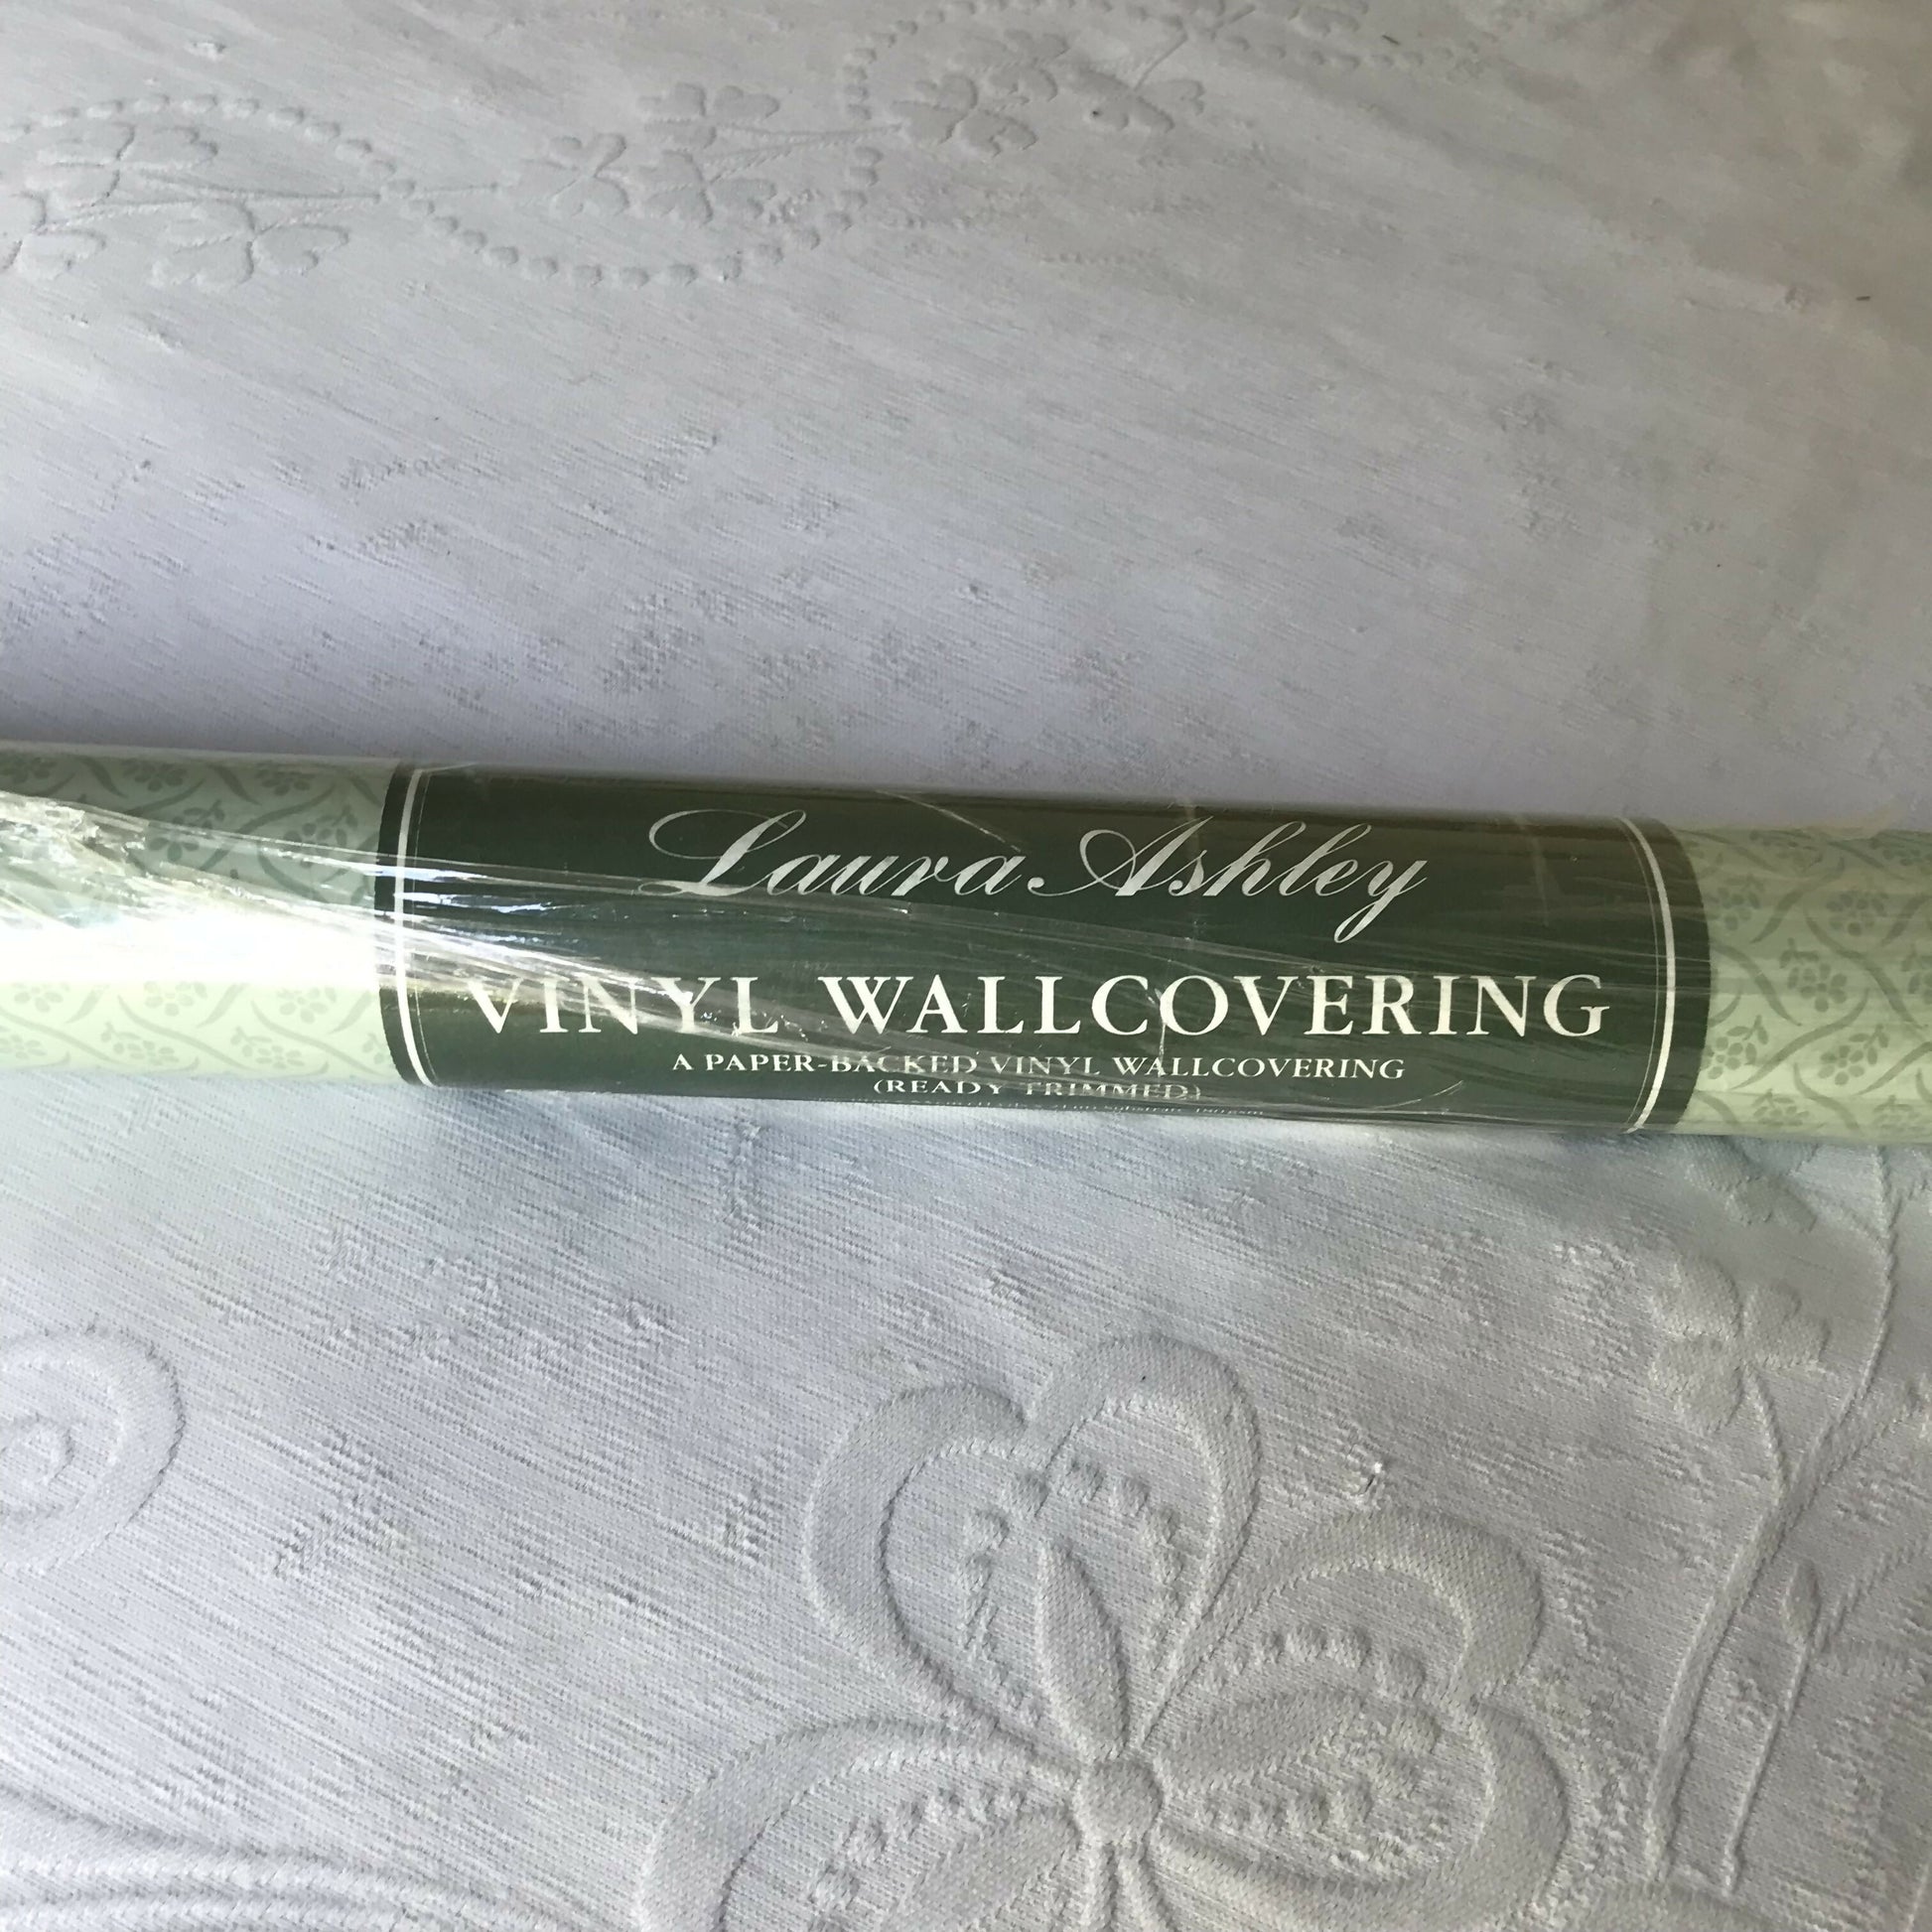 Laura Ashley
VINYL WALLCOVERING
A PAPER-BACKED VINYL WALLCOVERING
(READY TRIMMED)